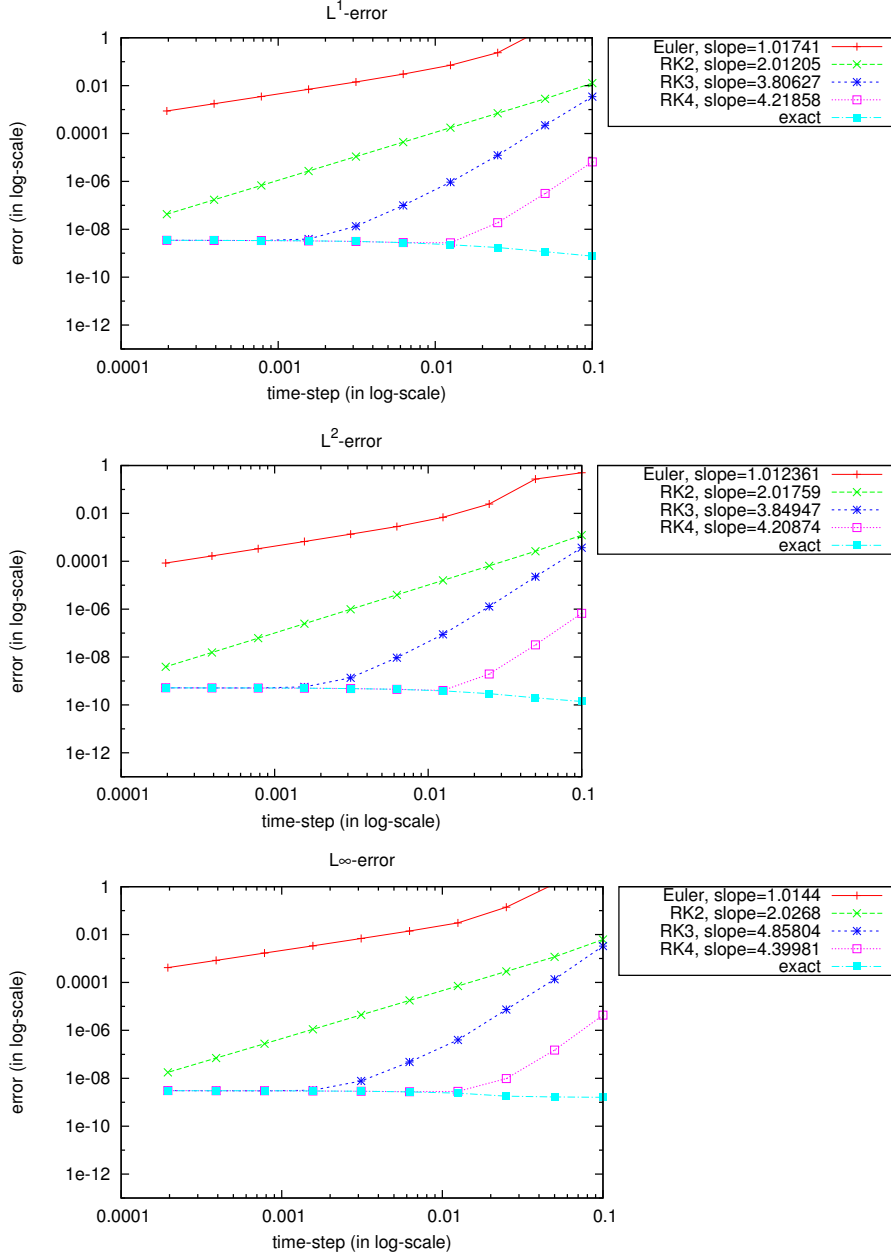 L1-error
1
0.01
0.0001
1e-06
1e-08
1e-10
1e-12
error (in log-scale)
0.0001 0.001 0.01 0.1
time-step (in log-scale)
Euler, slope=1.01741
RK2, slope=2.01205
RK3, slope=3.80627
RK4, slope=4.21858
exact
L2-error
1
0.01
0.0001
1e-06
1e-08
1e-10
1e-12
error (in log-scale)
0.0001 0.001 0.01 0.1
time-step (in log-scale)
Euler, slope=1.012361
RK2, slope=2.01759
RK3, slope=3.84947
RK4, slope=4.20874
exact
L∞-error
1
0.01
0.0001
1e-06
1e-08
1e-10
1e-12
error (in log-scale)
0.0001 0.001 0.01 0.1
time-step (in log-scale)
Euler, slope=1.0144
RK2, slope=2.0268
RK3, slope=4.85804
RK4, slope=4.39981
exact